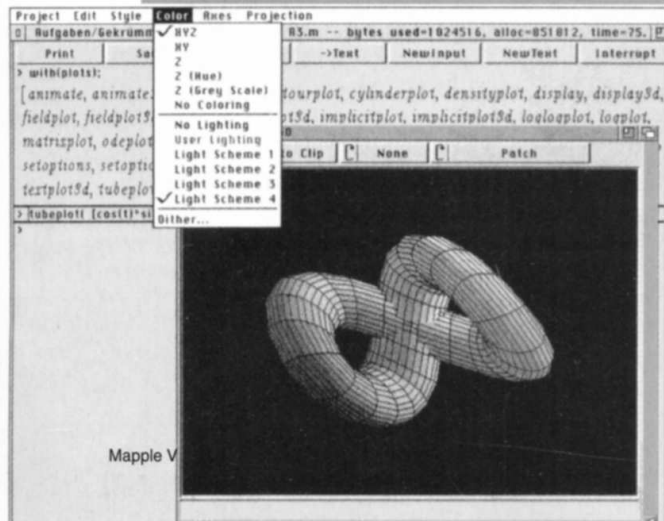 Project Edit Style Color Axes Projection
Aufgaben/Gekrümm R3.m -- bytes used=1024516, alloc=851812, time=75.
XYZ
XY
Z
Z (Hue)
Z (Grey Scale)
No Coloring
No Lighting
User Lighting
Light Scheme 1
Light Scheme 2
Light Scheme 3
Light Scheme 4
Dither...
Print Sa ->Text NewInput NewText Interrupt
> with(plots);
[animate, animate tourplot, cylinderplot, densityplot, display, display3d,
fieldplot, fieldplot3 ot3d, implicitplot, implicitplot3d, loglogplot, logplot,
matrixplot, odeplot
setoptions, setoptio
textplot3d, tubeplot
to Clip None Patch
> tubeplot( [cos(t)*si
>
Mapple V